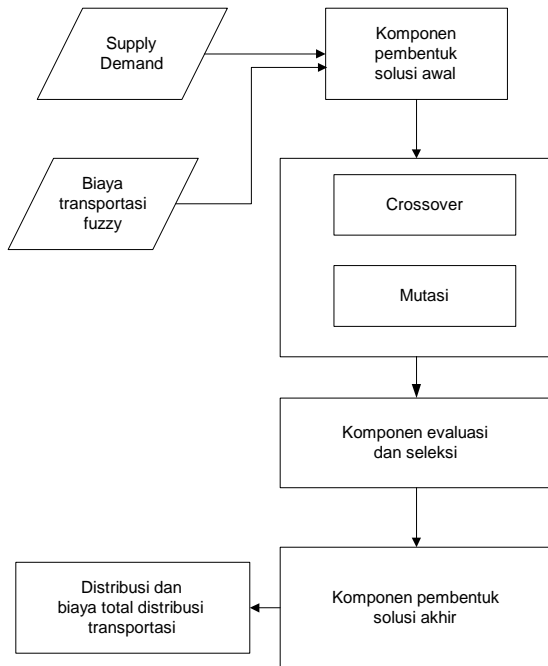 Supply
Demand
Komponen
pembentuk
solusi awal
Biaya
transportasi
fuzzy
Crossover
Mutasi
Komponen evaluasi
dan seleksi
Distribusi dan
biaya total distribusi
transportasi
Komponen pembentuk
solusi akhir